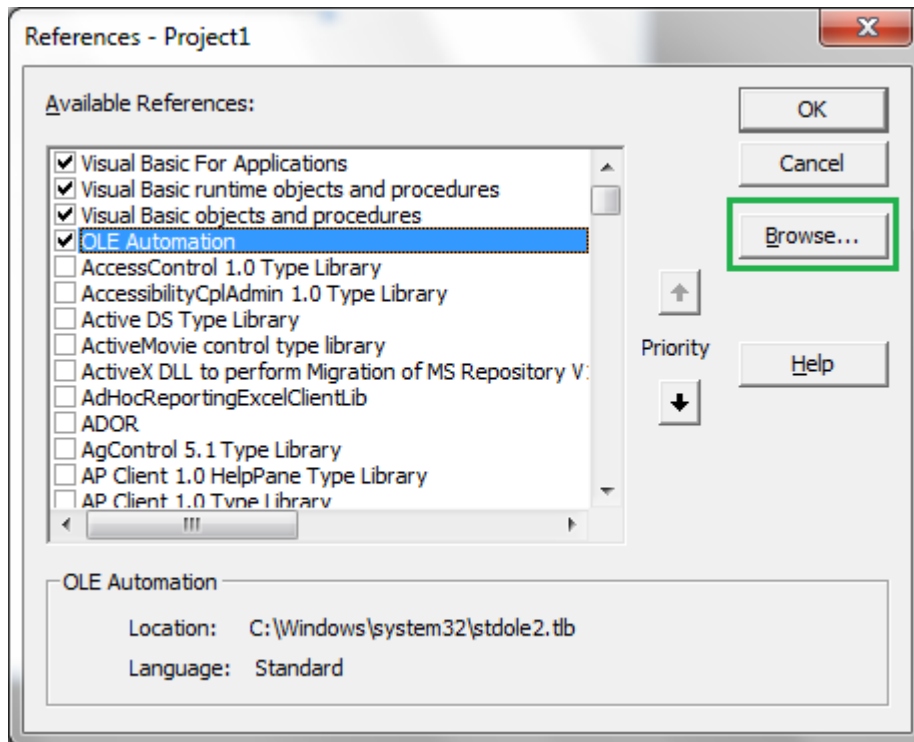 References - Project1
Available References:
OK
Visual Basic For Applications
Cancel
Visual Basic runtime objects and procedures
Visual Basic objects and procedures
OLE Automation
Browse...
AccessControl 1.0 Type Library
AccessibilityCplAdmin 1.0 Type Library
Active DS Type Library
ActiveMovie control type library
Priority
ActiveX DLL to perform Migration of MS Repository V
Help
AdHocReportingExcelClientLib
ADOR
AgControl 5.1 Type Library
AP Client 1.0 HelpPane Type Library
AP Client 1.0 Type Library
OLE Automation
Location: C:\Windows\system32\stdole2.tlb
Language: Standard